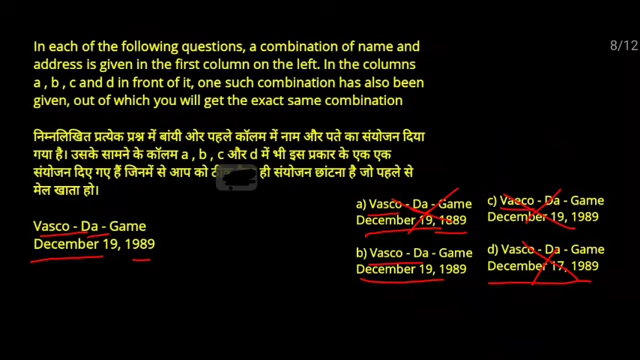 In each of the following questions, a combination of name and
8/12
address is given in the first column on the left. In the columns
a , b, c and d in front of it, one such combination has also been
given, out of which you will get the exact same combination
निम्नलिखित प्रत्येक प्रश्न में बांयी ओर पहले कॉलम में नाम और पते का संयोजन दिया
गया है। उसके सामने के कॉलम a , b, c और d में भी इस प्रकार के एक एक
संयोजन दिए गए हैं जिनमें से आप को ही संयोजन छांटना है जो पहले से
मेल खाता हो।
Vasco - Da - Game
December 19, 1989
a) Vasco - Da - Game
December 19, 1889
b) Vasco - Da - Game
December 19, 1989
c) Vaeco - Da - Game
December 19, 1989
d) Vasco - Da - Game
December 17, 1989